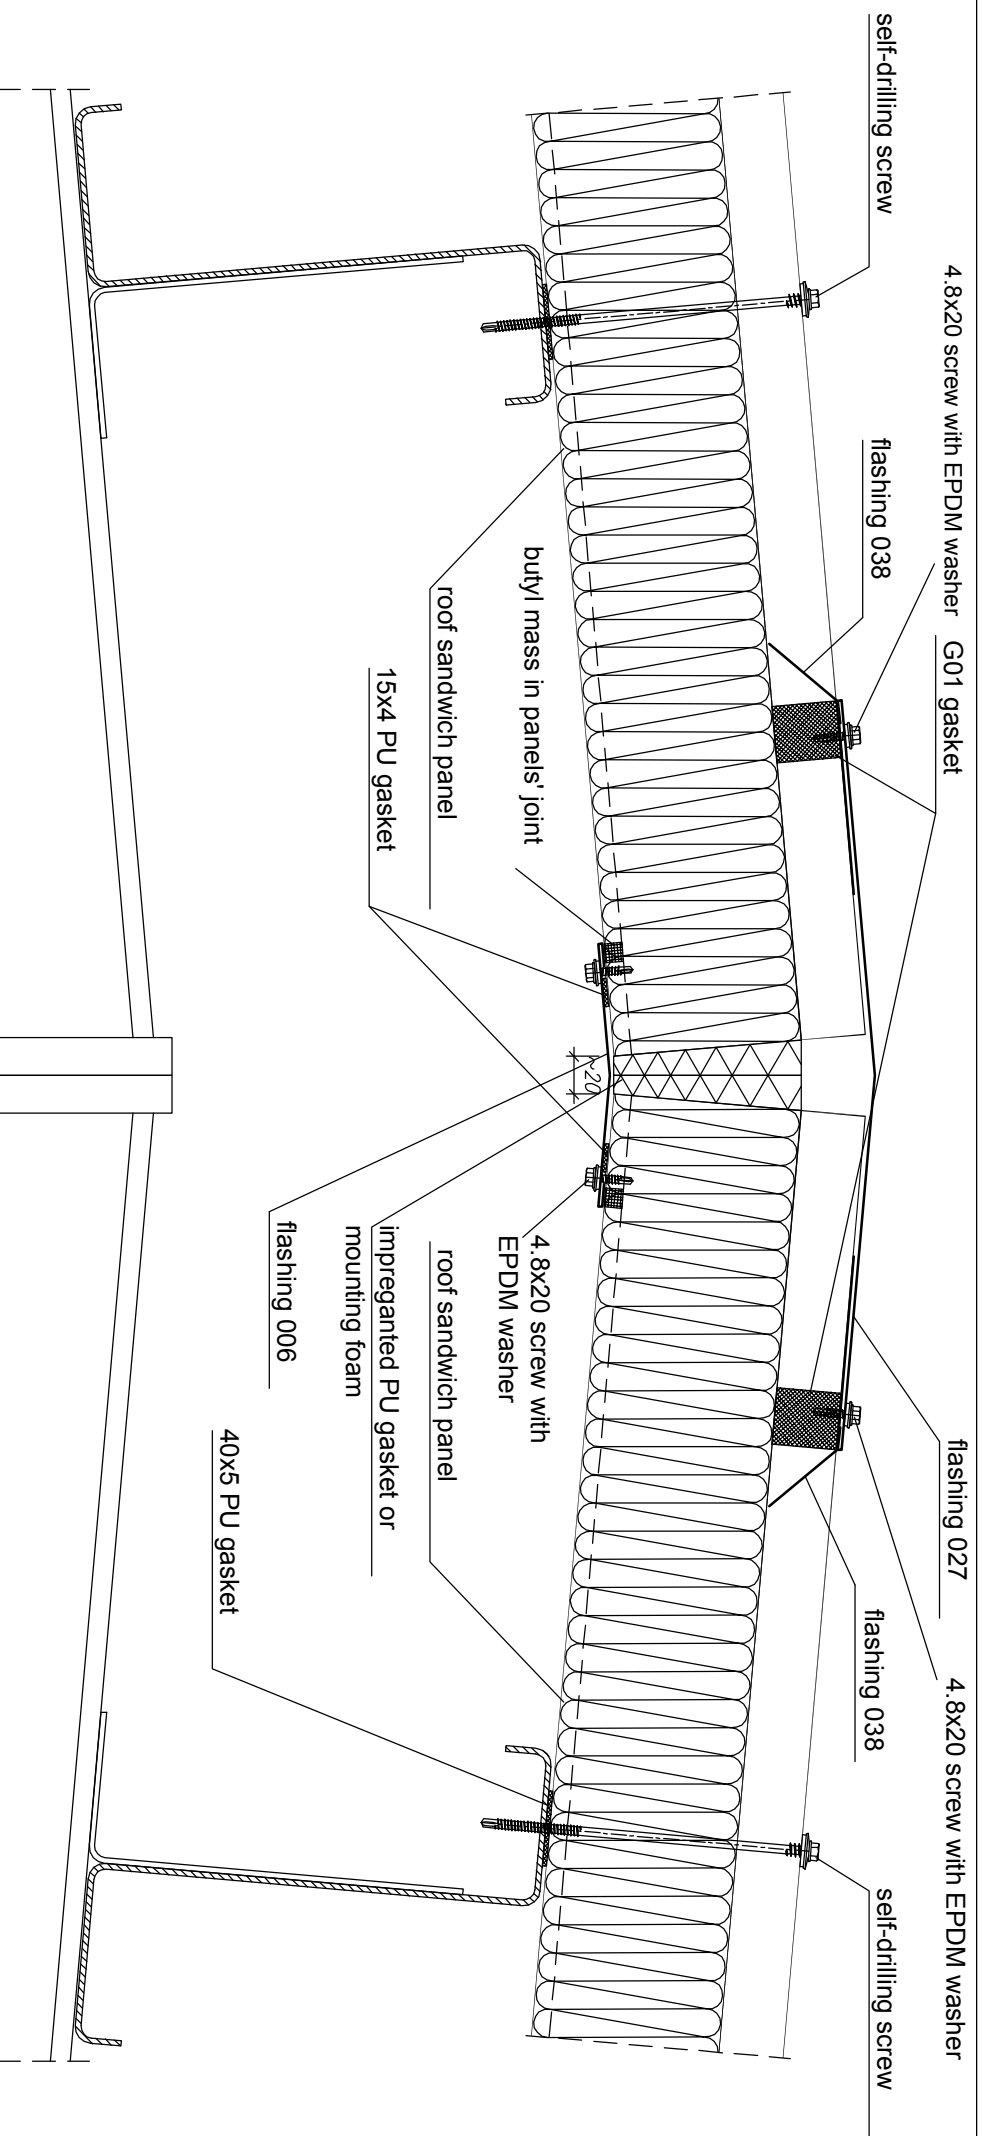 self-drilling screw
4.8x20 screw with EPDM washer
G01 gasket
flashing 038
flashing 027
4.8x20 screw with EPDM washer
flashing 038
self-drilling screw
butyl mass in panels' joint
roof sandwich panel
15x4 PU gasket
~20
4.8x20 screw with
EPDM washer
roof sandwich panel
impreganted PU gasket or
mounting foam
flashing 006
40x5 PU gasket